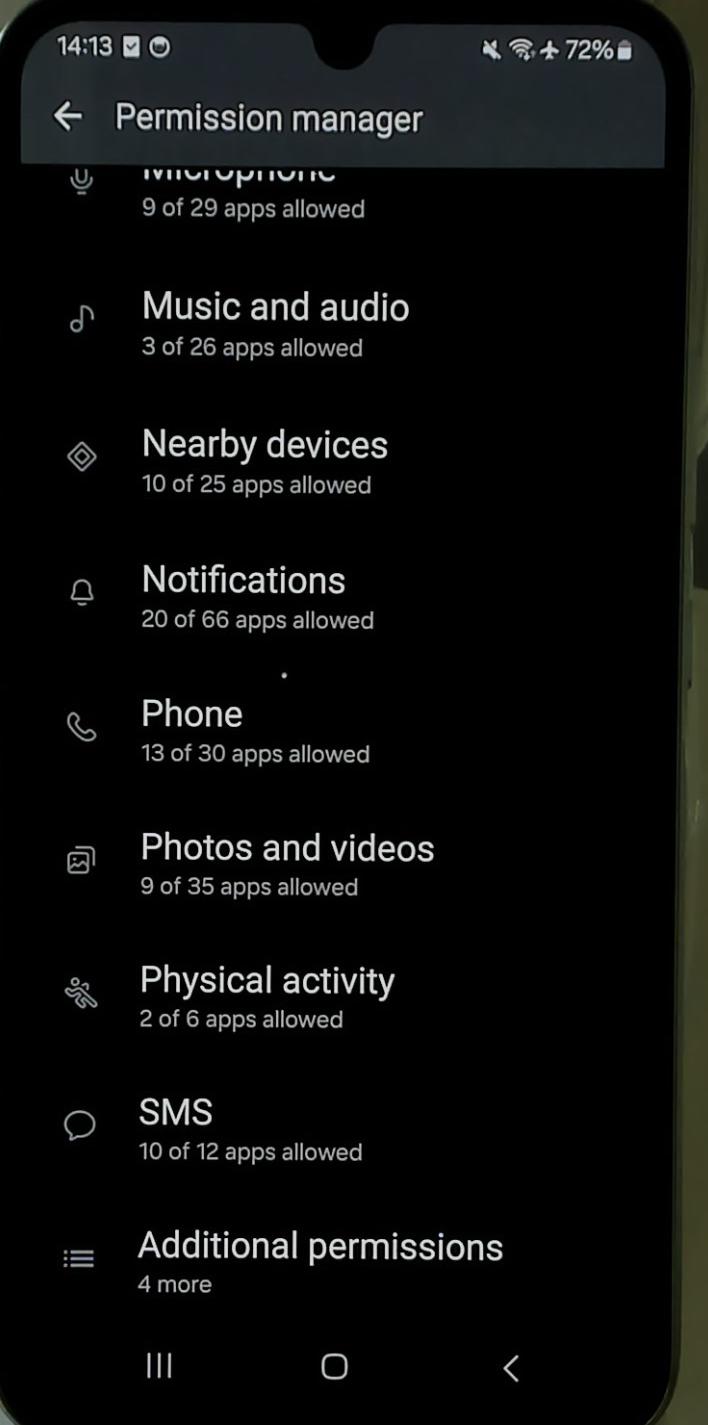 14:13
72%
Permission manager
Microphone
9 of 29 apps allowed
Music and audio
3 of 26 apps allowed
Nearby devices
10 of 25 apps allowed
Notifications
20 of 66 apps allowed
Phone
13 of 30 apps allowed
Photos and videos
9 of 35 apps allowed
Physical activity
2 of 6 apps allowed
SMS
10 of 12 apps allowed
Additional permissions
4 more